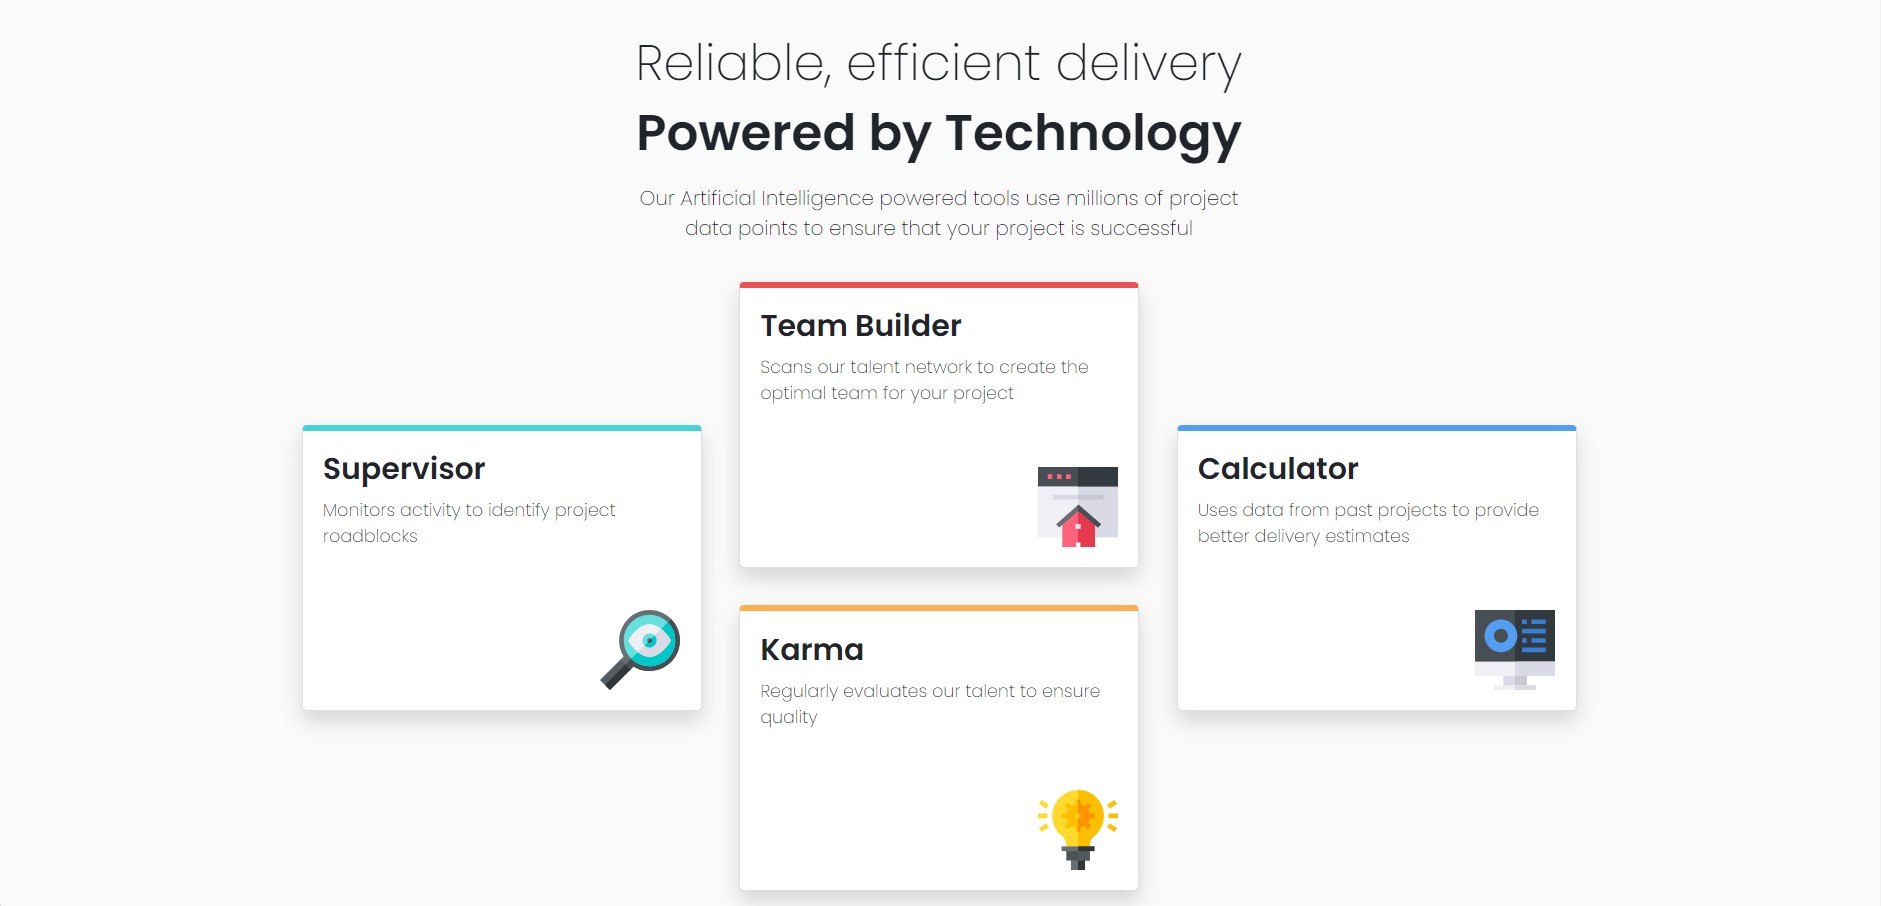 Reliable, efficient delivery
Powered by Technology
Our Artificial Intelligence powered tools use millions of project
data points to ensure that your project is successful
Supervisor
Monitors activity to identify project
roadblocks
Team Builder
Scans our talent network to create the
optimal team for your project
Karma
Regularly evaluates our talent to ensure
quality
Calculator
Uses data from past projects to provide
better delivery estimates